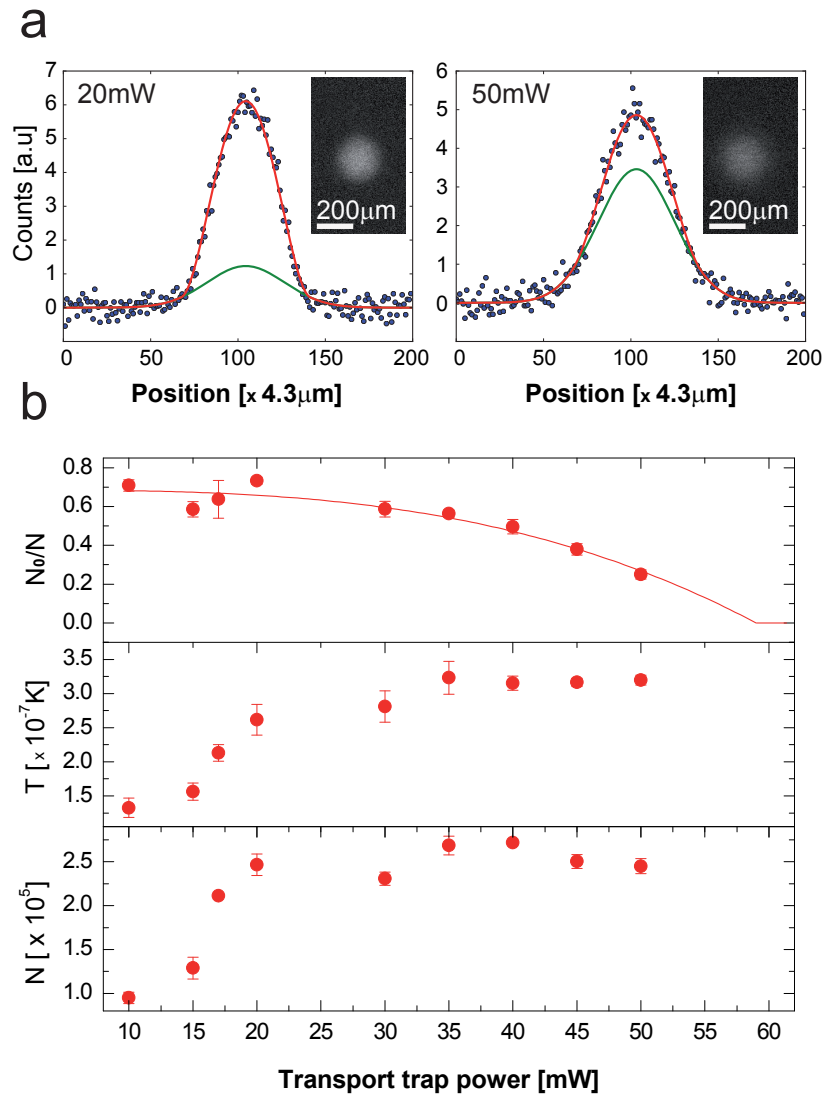 a
20mW
200μm
7
6
5
4
3
2
1
0
Counts [a.u]
0 50 100 150 200
Position [x 4.3μm]
50mW
200μm
6
5
4
3
2
1
0
0 50 100 150 200
Position [x 4.3μm]
b
0.8
0.6
0.4
0.2
0.0
N₀/N
3.5
3.0
2.5
2.0
1.5
T [ x 10⁻⁷K]
2.5
2.0
1.5
1.0
N [ x 10⁵]
10 15 20 25 30 35 40 45 50 55 60
Transport trap power [mW]